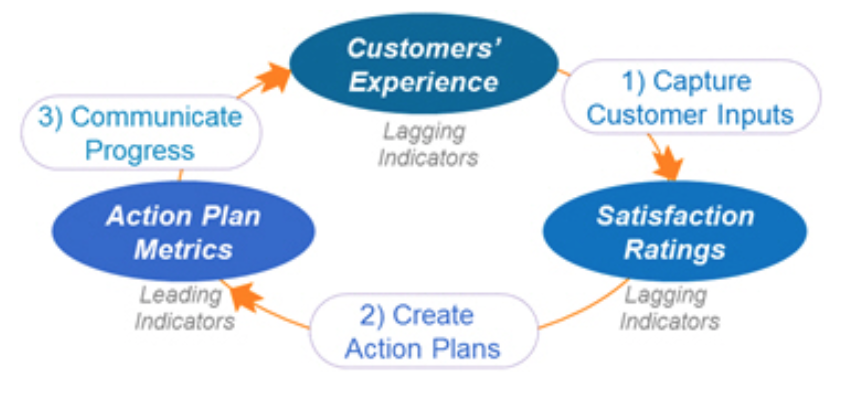 Customers'
Experience
Lagging
Indicators
1) Capture
Customer Inputs
Satisfaction
Ratings
Lagging
Indicators
2) Create
Action Plans
Action Plan
Metrics
Leading
Indicators
3) Communicate
Progress